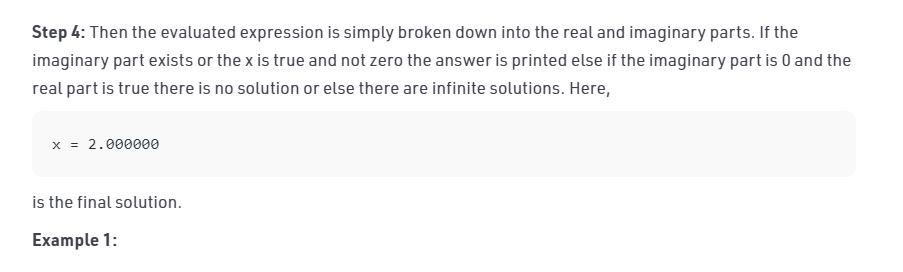 Step 4: Then the evaluated expression is simply broken down into the real and imaginary parts. If the
imaginary part exists or the x is true and not zero the answer is printed else if the imaginary part is 0 and the
real part is true there is no solution or else there are infinite solutions. Here,
x = 2.000000
is the final solution.
Example 1: